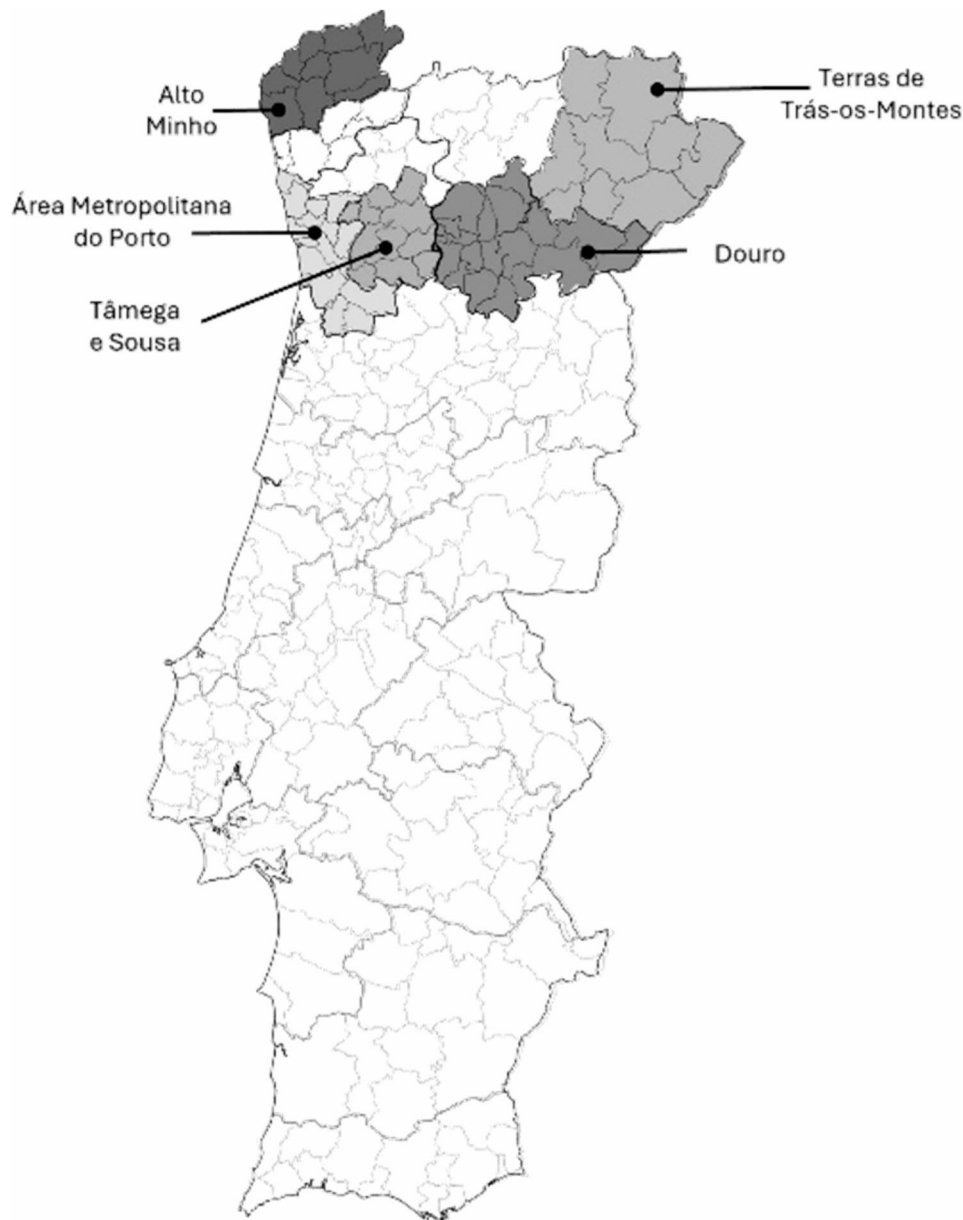 Alto
Minho
Terras de
Trás-os-Montes
Área Metropolitana
do Porto
Douro
Tâmega
e Sousa